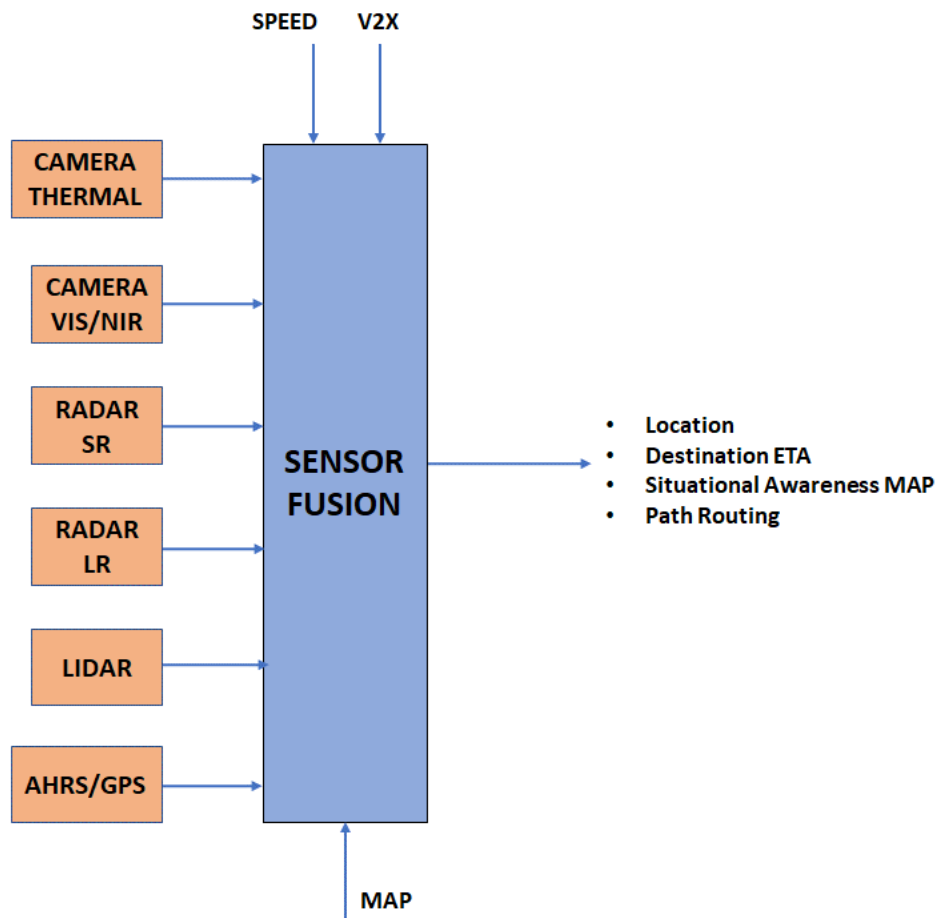 SPEED V2X
CAMERA
THERMAL
CAMERA
VIS/NIR
RADAR
SR
RADAR
LR
LIDAR
AHRS/GPS
SENSOR
FUSION
• Location
• Destination ETA
• Situational Awareness MAP
• Path Routing
MAP